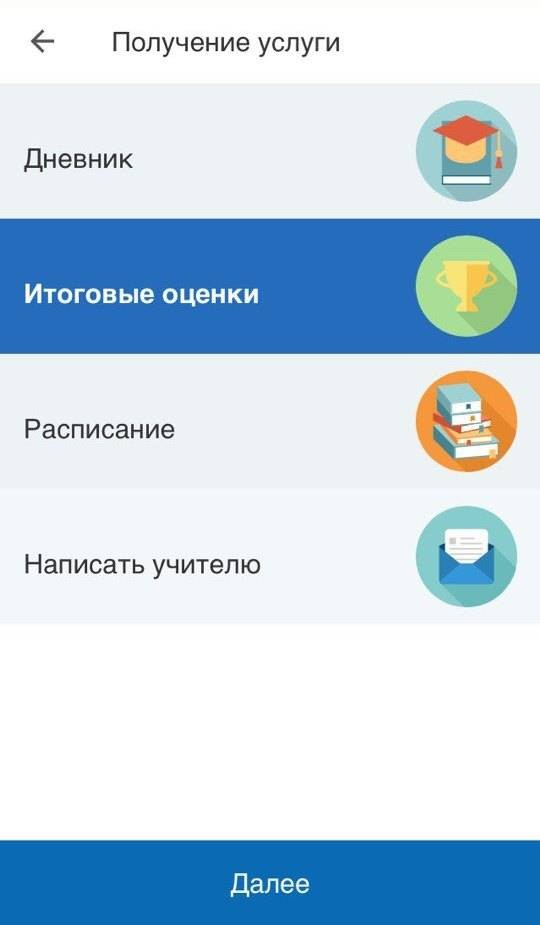 Получение услуги
Дневник
Итоговые оценки
Расписание
Написать учителю
Далее